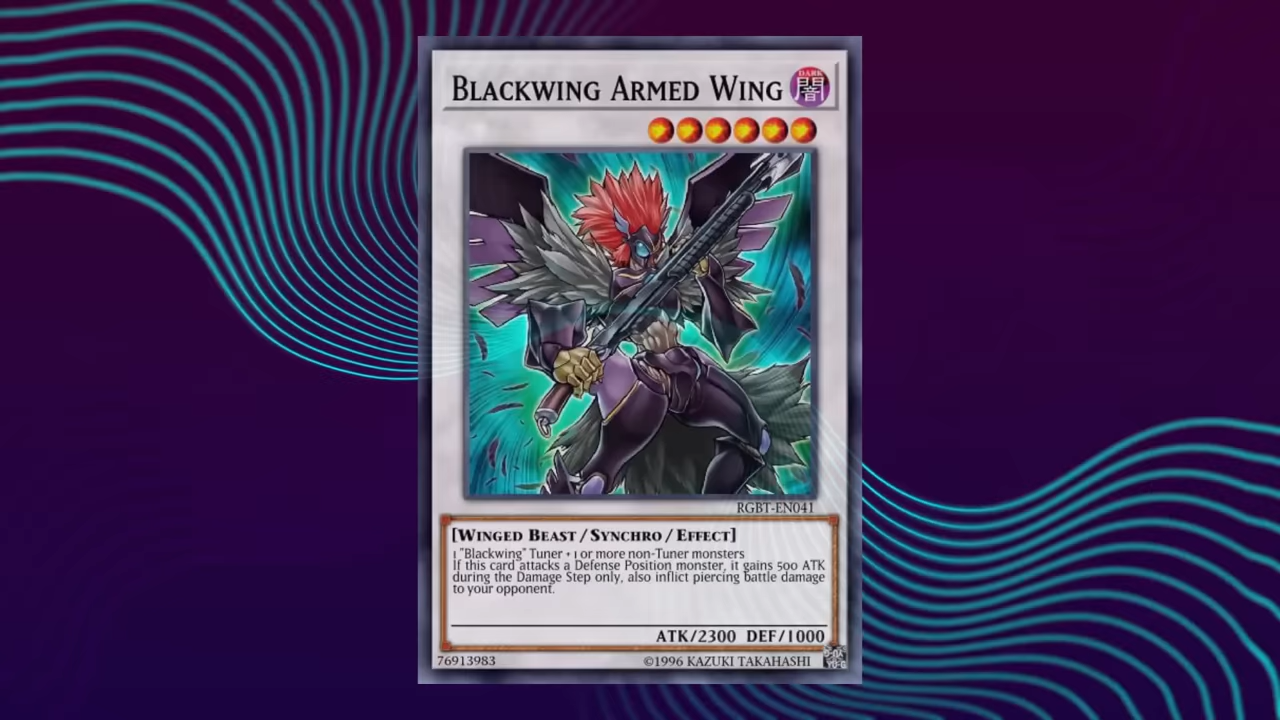 BLACKWING ARMED WING
DARK
闇
RGBT-EN041
[WINGED BEAST / SYNCHRO / EFFECT]
1 "Blackwing" Tuner + 1 or more non-Tuner monsters
If this card attacks a Defense Position monster, it gains 500 ATK
during the Damage Step only, also inflict piercing battle damage
to your opponent.
ATK/2300 DEF/1000
76913983
©1996 KAZUKI TAKAHASHI